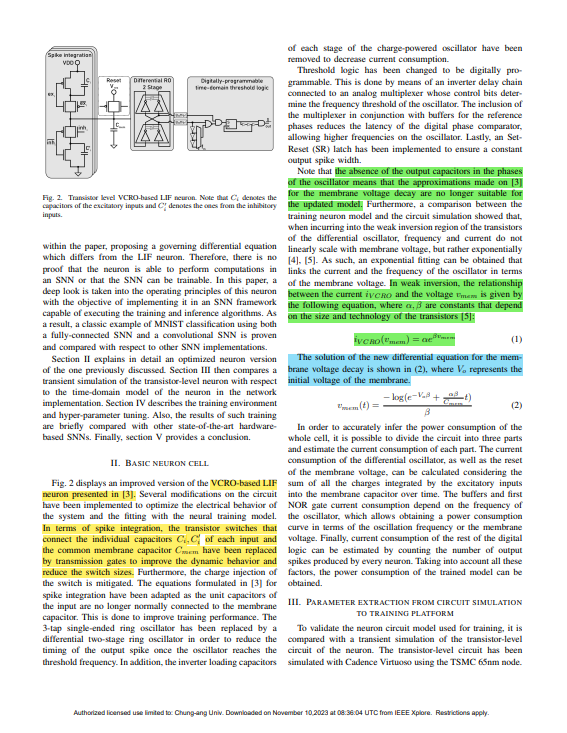 Spike integration
VDD
Reset
Differential RO
2 Stage
Digitally-programmable
time-domain threshold logic
Fig. 2. Transistor level VCRO-based LIF neuron. Note that Ci denotes the
capacitors of the excitatory inputs and C′i denotes the ones from the inhibitory
inputs.
within the paper, proposing a governing differential equation
which differs from the LIF neuron. Therefore, there is no
proof that the neuron is able to perform computations in
an SNN or that the SNN can be trainable. In this paper, a
deep look is taken into the operating principles of this neuron
with the objective of implementing it in an SNN framework
capable of executing the training and inference algorithms. As
a result, a classic example of MNIST classification using both
a fully-connected SNN and a convolutional SNN is proven
and compared with respect to other SNN implementations.
Section II explains in detail an optimized neuron version
of the one previously discussed. Section III then compares a
transient simulation of the transistor-level neuron with respect
to the time-domain model of the neuron in the network
implementation. Section IV describes the training environment
and hyper-parameter tuning. Also, the results of such training
are briefly compared with other state-of-the-art hardware-
based SNNs. Finally, section V provides a conclusion.
II. BASIC NEURON CELL
Fig. 2 displays an improved version of the VCRO-based LIF
neuron presented in [3]. Several modifications on the circuit
have been implemented to optimize the electrical behavior of
the system and the fitting with the neural training model.
In terms of spike integration, the transistor switches that
connect the individual capacitors Ci, C′i of each input and
the common membrane capacitor Cmem have been replaced
by transmission gates to improve the dynamic behavior and
reduce the switch sizes. Furthermore, the charge injection of
the switch is mitigated. The equations formulated in [3] for
spike integration have been adapted as the unit capacitors of
the input are no longer normally connected to the membrane
capacitor. This is done to improve training performance. The
3-tap single-ended ring oscillator has been replaced by a
differential two-stage ring oscillator in order to reduce the
timing of the output spike once the oscillator reaches the
threshold frequency. In addition, the inverter loading capacitors
of each stage of the charge-powered oscillator have been
removed to decrease current consumption.
Threshold logic has been changed to be digitally pro-
grammable. This is done by means of an inverter delay chain
connected to an analog multiplexer whose control bits deter-
mine the frequency threshold of the oscillator. The inclusion of
the multiplexer in conjunction with buffers for the reference
phases reduces the latency of the digital phase comparator,
allowing higher frequencies on the oscillator. Lastly, an Set-
Reset (SR) latch has been implemented to ensure a constant
output spike width.
Note that the absence of the output capacitors in the phases
of the oscillator means that the approximations made on [3]
for the membrane voltage decay are no longer suitable for
the updated model. Furthermore, a comparison between the
training neuron model and the circuit simulation showed that,
when incurring into the weak inversion region of the transistors
of the differential oscillator, frequency and current do not
linearly scale with membrane voltage, but rather exponentially
[4], [5]. As such, an exponential fitting can be obtained that
links the current and the frequency of the oscillator in terms
of the membrane voltage. In weak inversion, the relationship
between the current iVCRO and the voltage vmem is given by
the following equation, where α, β are constants that depend
on the size and technology of the transistors [5]:
iVCRO(vmem) = αe^(βvmem) (1)
The solution of the new differential equation for the mem-
brane voltage decay is shown in (2), where Vo represents the
initial voltage of the membrane.
vmem(t) = −log(e^(−Voβ) + (αβ/Cmem)t)/β (2)
In order to accurately infer the power consumption of the
whole cell, it is possible to divide the circuit into three parts
and estimate the current consumption of each part. The current
consumption of the differential oscillator, as well as the reset
of the membrane voltage, can be calculated considering the
sum of all the charges integrated by the excitatory inputs
into the membrane capacitor over time. The buffers and first
NOR gate current consumption depend on the frequency of
the oscillator, which allows obtaining a power consumption
curve in terms of the oscillation frequency or the membrane
voltage. Finally, current consumption of the rest of the digital
logic can be estimated by counting the number of output
spikes produced by every neuron. Taking into account all these
factors, the power consumption of the trained model can be
obtained.
III. PARAMETER EXTRACTION FROM CIRCUIT SIMULATION
TO TRAINING PLATFORM
To validate the neuron circuit model used for training, it is
compared with a transient simulation of the transistor-level
circuit of the neuron. The transistor-level circuit has been
simulated with Cadence Virtuoso using the TSMC 65nm node.
Authorized licensed use limited to: Chung-ang Univ. Downloaded on November 10,2023 at 08:36:04 UTC from IEEE Xplore. Restrictions apply.